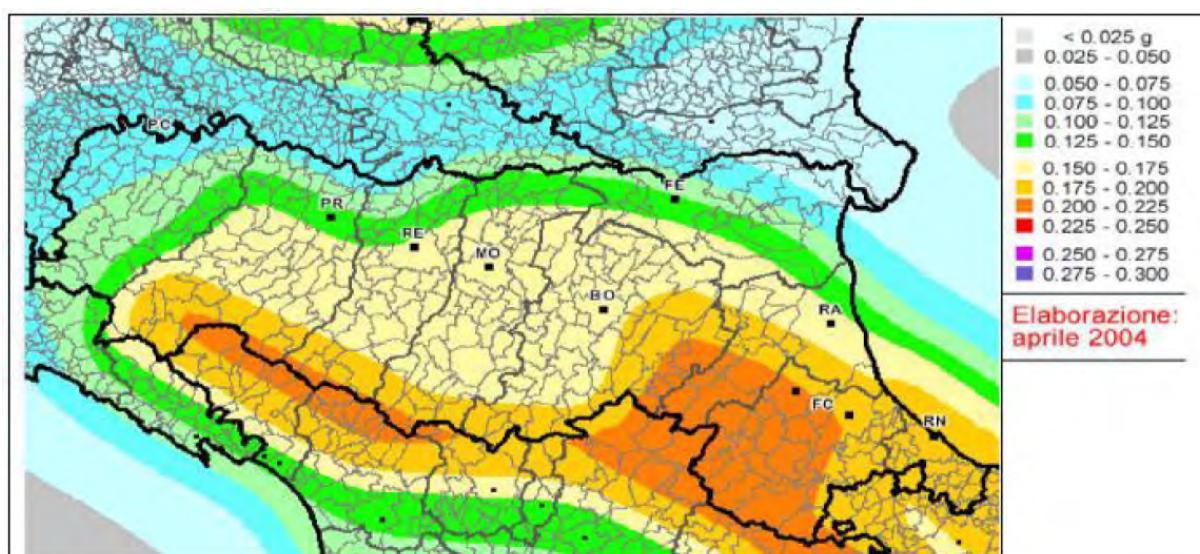 PC
PR
RE
MO
BO
FE
RA
FC
RN
< 0.025 g
0.025 - 0.050
0.050 - 0.075
0.075 - 0.100
0.100 - 0.125
0.125 - 0.150
0.150 - 0.175
0.175 - 0.200
0.200 - 0.225
0.225 - 0.250
0.250 - 0.275
0.275 - 0.300
Elaborazione:
aprile 2004